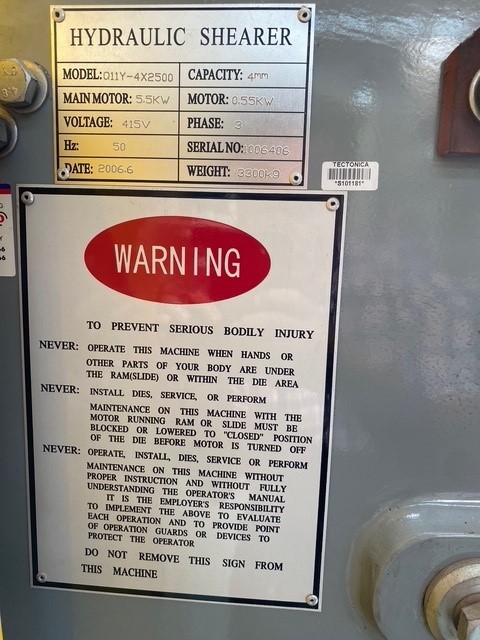 HYDRAULIC SHEARER
MODEL: Q11Y-4X2500 CAPACITY: 4mm
MAIN MOTOR: 5.5KW MOTOR: 0.55KW
VOLTAGE: 415V PHASE: 3
Hz: 50 SERIAL NO: 1006406
DATE: 2006.6 WEIGHT: 3300kg
TECTONICA
*S101181*
WARNING
TO PREVENT SERIOUS BODILY INJURY
NEVER: OPERATE THIS MACHINE WHEN HANDS OR
OTHER PARTS OF YOUR BODY ARE UNDER
THE RAM(SLIDE) OR WITHIN THE DIE AREA
NEVER: INSTALL DIES, SERVICE, OR PERFORM
MAINTENANCE ON THIS MACHINE WITH THE
MOTOR RUNNING RAM OR SLIDE MUST BE
BLOCKED OR LOWERED TO "CLOSED" POSITION
OF THE DIE BEFORE MOTOR IS TURNED OFF
NEVER: OPERATE, INSTALL, DIES, SERVICE OR PERFORM
MAINTENANCE ON THIS MACHINE WITHOUT
PROPER INSTRUCTION AND WITHOUT FULLY
UNDERSTANDING THE OPERATOR'S MANUAL
IT IS THE EMPLOYER'S RESPONSIBILITY
TO IMPLEMENT THE ABOVE TO EVALUATE
EACH OPERATION AND TO PROVIDE POINT
OF OPERATION GUARDS OR DEVICES TO
PROTECT THE OPERATOR
DO NOT REMOVE THIS SIGN FROM
THIS MACHINE